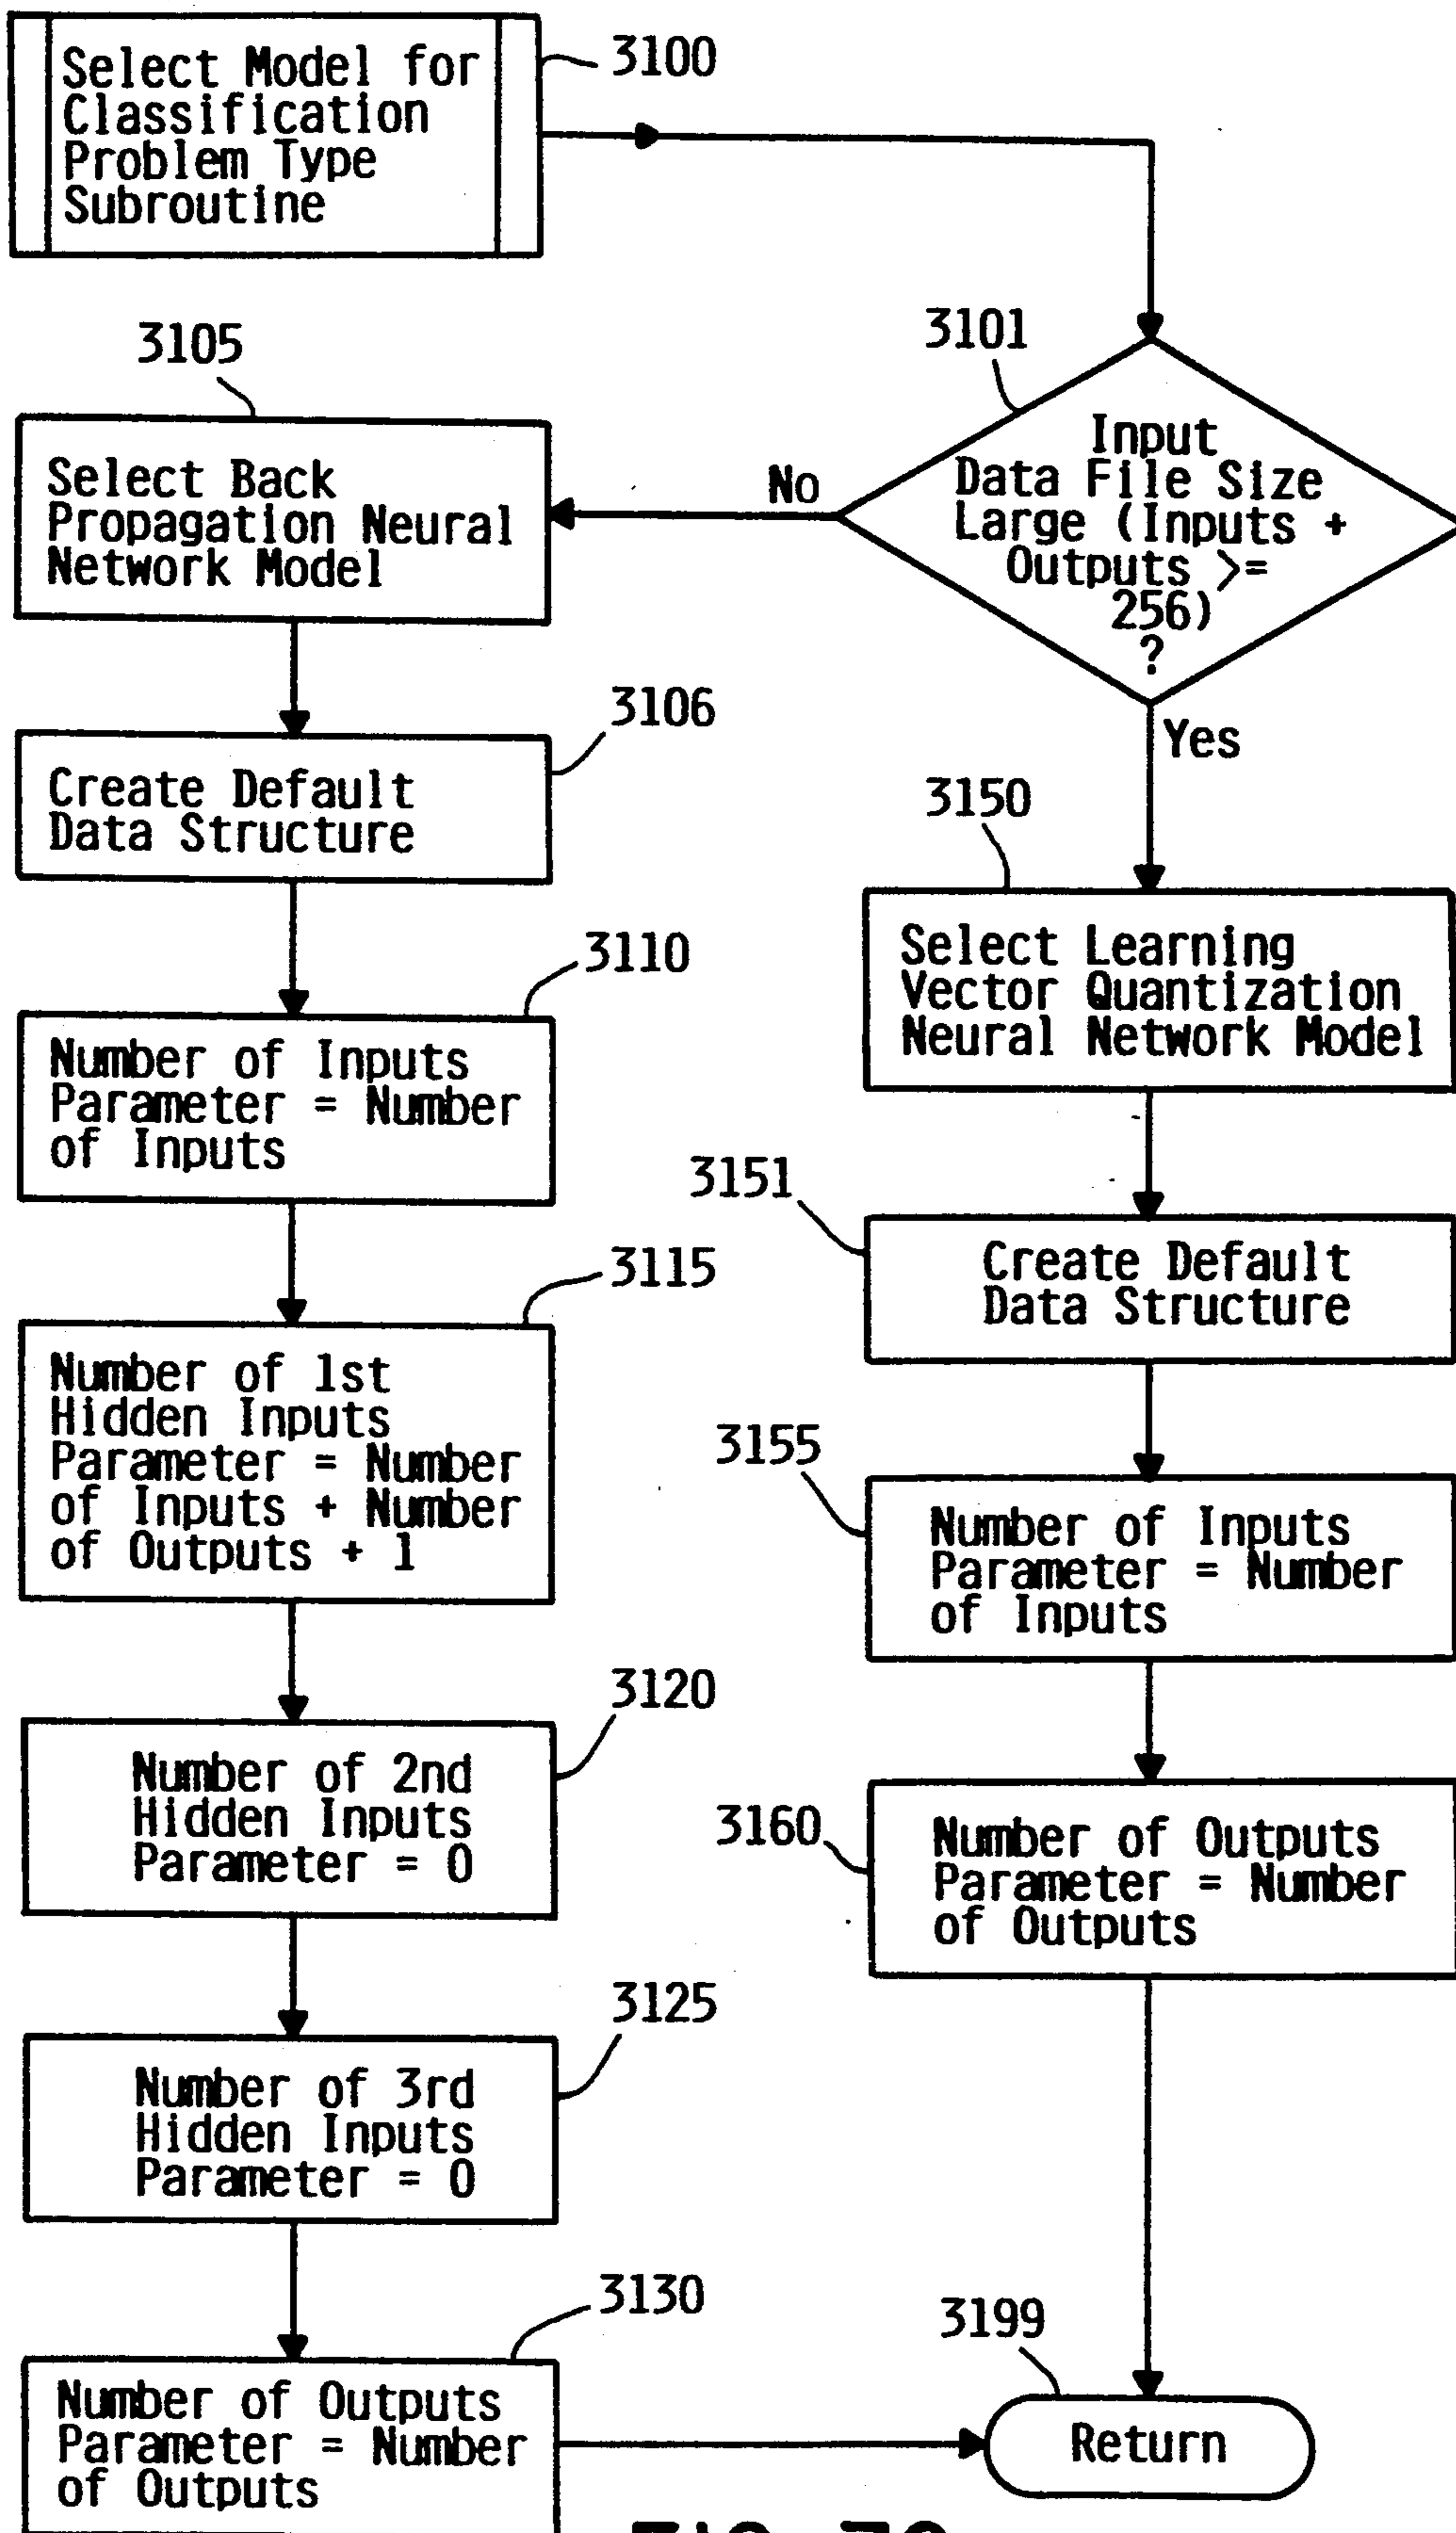 Select Model for
Classification
Problem Type
Subroutine
3100
3101
Input
Data File Size
Large (Inputs +
Outputs >=
256)
?
No
Yes
3105
Select Back
Propagation Neural
Network Model
3106
Create Default
Data Structure
3110
Number of Inputs
Parameter = Number
of Inputs
3115
Number of 1st
Hidden Inputs
Parameter = Number
of Inputs + Number
of Outputs + 1
3120
Number of 2nd
Hidden Inputs
Parameter = 0
3125
Number of 3rd
Hidden Inputs
Parameter = 0
3130
Number of Outputs
Parameter = Number
of Outputs
3150
Select Learning
Vector Quantization
Neural Network Model
3151
Create Default
Data Structure
3155
Number of Inputs
Parameter = Number
of Inputs
3160
Number of Outputs
Parameter = Number
of Outputs
3199
Return